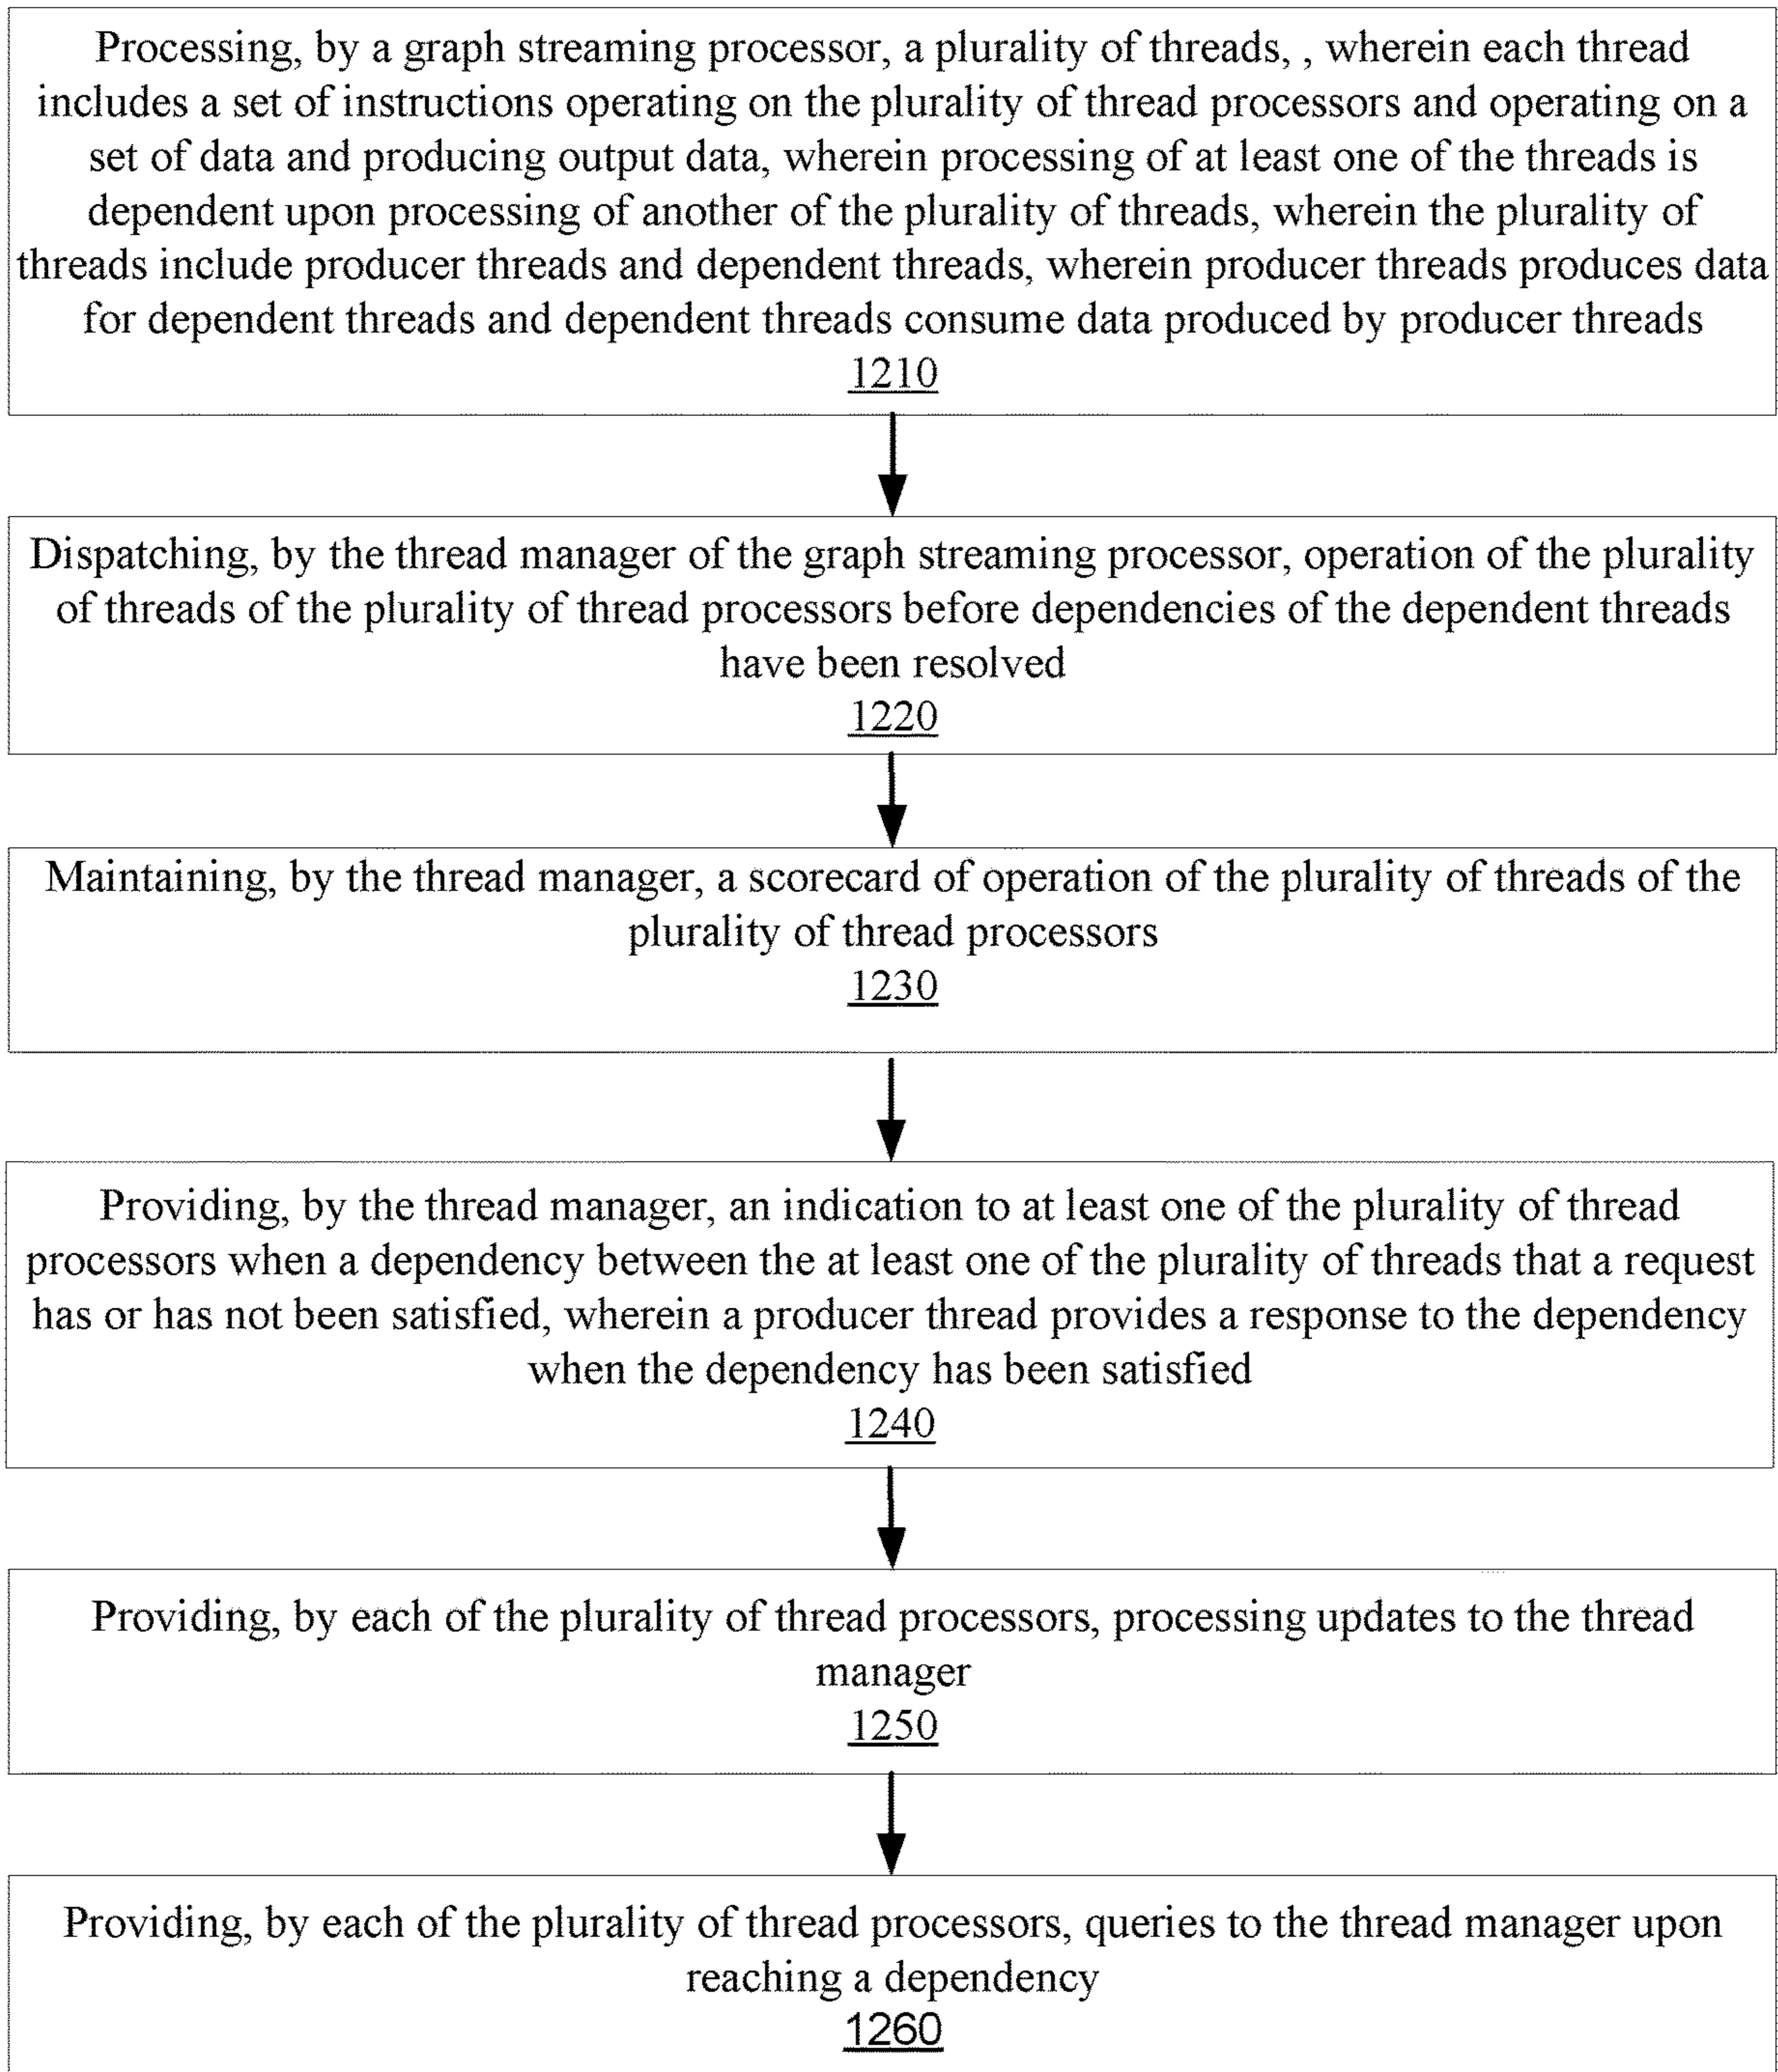 Processing, by a graph streaming processor, a plurality of threads, , wherein each thread
includes a set of instructions operating on the plurality of thread processors and operating on a
set of data and producing output data, wherein processing of at least one of the threads is
dependent upon processing of another of the plurality of threads, wherein the plurality of
threads include producer threads and dependent threads, wherein producer threads produces data
for dependent threads and dependent threads consume data produced by producer threads
1210
Dispatching, by the thread manager of the graph streaming processor, operation of the plurality
of threads of the plurality of thread processors before dependencies of the dependent threads
have been resolved
1220
Maintaining, by the thread manager, a scorecard of operation of the plurality of threads of the
plurality of thread processors
1230
Providing, by the thread manager, an indication to at least one of the plurality of thread
processors when a dependency between the at least one of the plurality of threads that a request
has or has not been satisfied, wherein a producer thread provides a response to the dependency
when the dependency has been satisfied
1240
Providing, by each of the plurality of thread processors, processing updates to the thread
manager
1250
Providing, by each of the plurality of thread processors, queries to the thread manager upon
reaching a dependency
1260